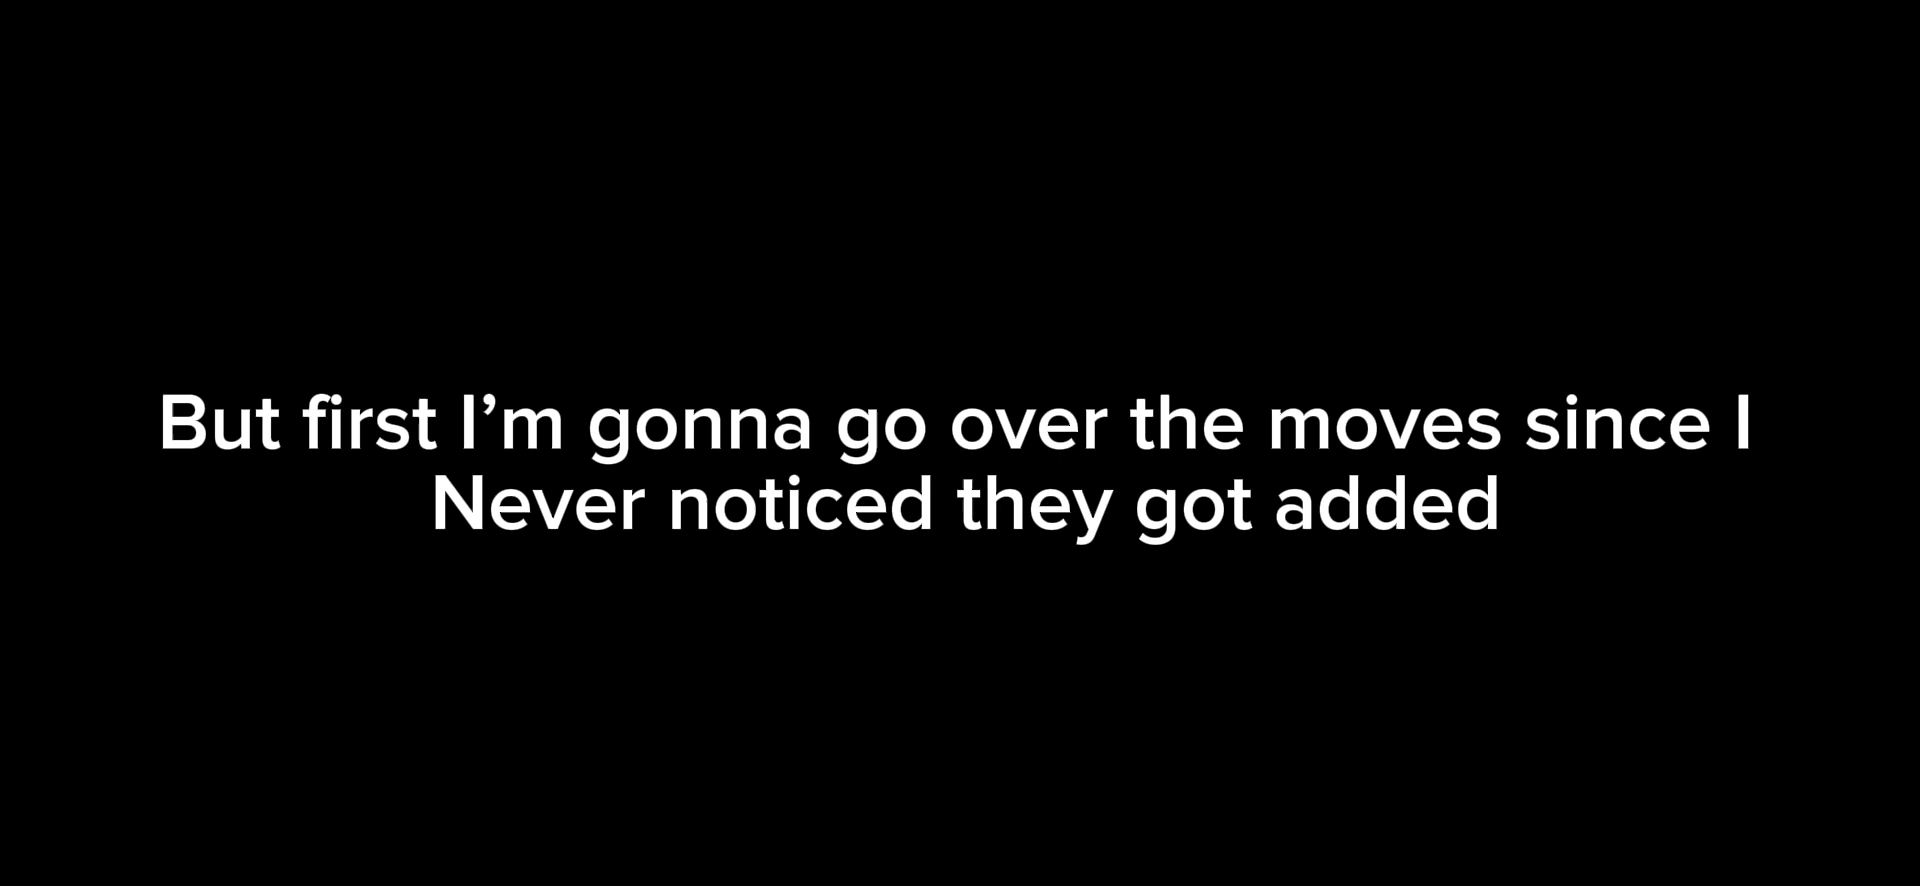 But first I’m gonna go over the moves since I
Never noticed they got added